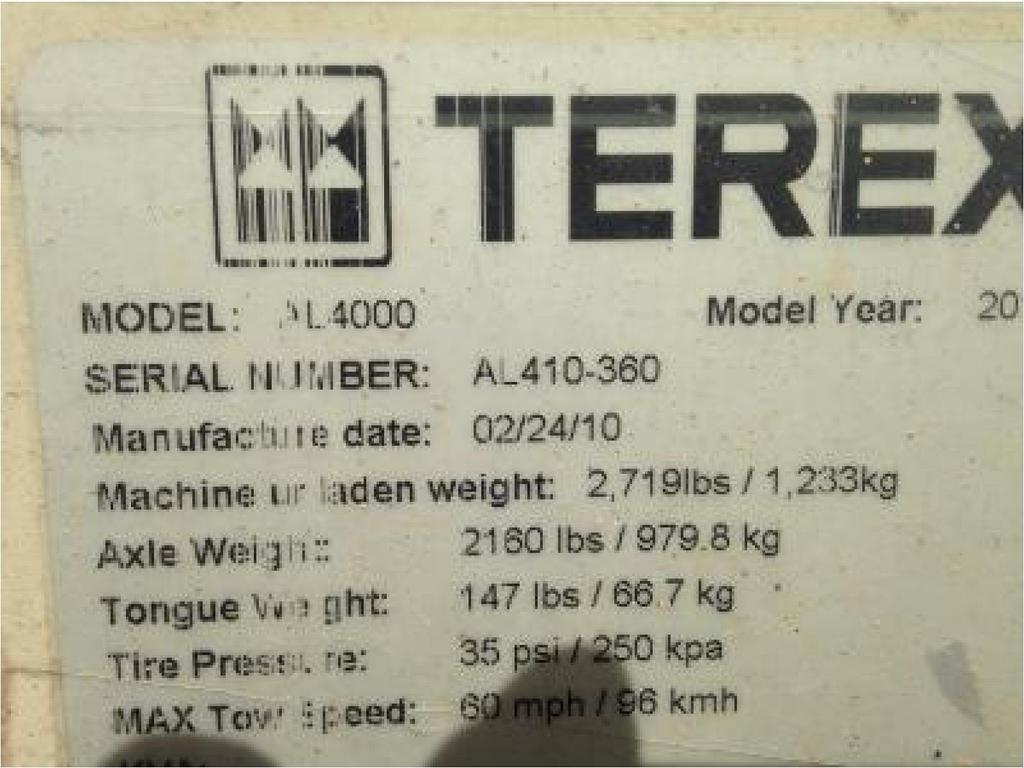 TEREX
MODEL: AL4000 Model Year: 20
SERIAL NUMBER: AL410-360
Manufacture date: 02/24/10
Machine unladen weight: 2,719lbs / 1,233kg
Axle Weight: 2160 lbs / 979.8 kg
Tongue Weight: 147 lbs / 66.7 kg
Tire Pressure: 35 psi / 250 kpa
MAX Tow Speed: 60 mph / 96 kmh